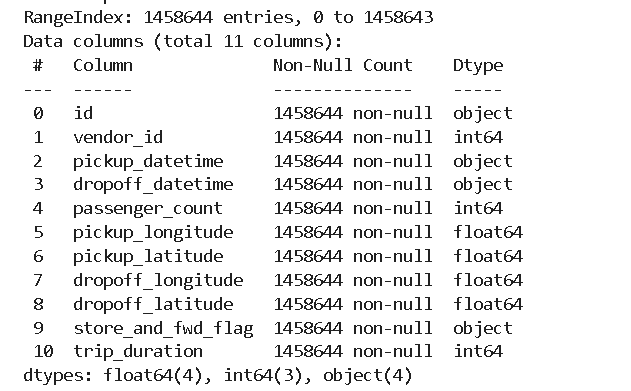 RangeIndex: 1458644 entries, 0 to 1458643
Data columns (total 11 columns):
 #   Column              Non-Null Count    Dtype
---  ------              --------------    -----
 0   id                  1458644 non-null  object
 1   vendor_id           1458644 non-null  int64
 2   pickup_datetime     1458644 non-null  object
 3   dropoff_datetime    1458644 non-null  object
 4   passenger_count     1458644 non-null  int64
 5   pickup_longitude    1458644 non-null  float64
 6   pickup_latitude     1458644 non-null  float64
 7   dropoff_longitude   1458644 non-null  float64
 8   dropoff_latitude    1458644 non-null  float64
 9   store_and_fwd_flag  1458644 non-null  object
 10  trip_duration       1458644 non-null  int64
dtypes: float64(4), int64(3), object(4)